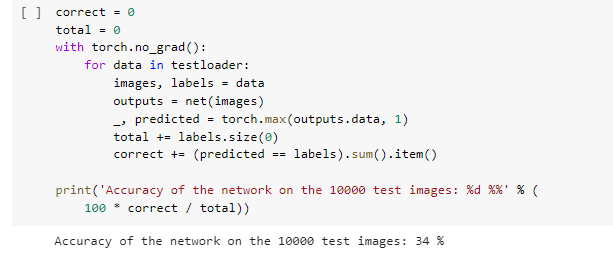 [ ] correct = 0
total = 0
with torch.no_grad():
    for data in testloader:
        images, labels = data
        outputs = net(images)
        _, predicted = torch.max(outputs.data, 1)
        total += labels.size(0)
        correct += (predicted == labels).sum().item()

print('Accuracy of the network on the 10000 test images: %d %%' % (
    100 * correct / total))
Accuracy of the network on the 10000 test images: 34 %